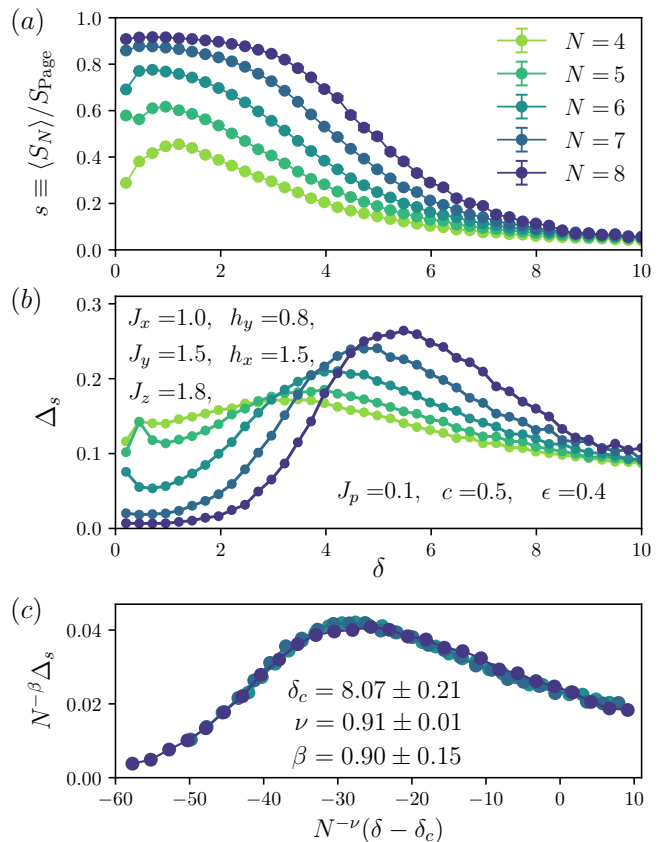 (a)
s ≡ ⟨S_N⟩/S_Page
1.0
0.8
0.6
0.4
0.2
0.0
N = 4
N = 5
N = 6
N = 7
N = 8
0 2 4 6 8 10
(b)
Δ_s
0.3
0.2
0.1
0.0
J_x =1.0, h_y =0.8,
J_y =1.5, h_x =1.5,
J_z =1.8,
J_p =0.1, c =0.5, ϵ =0.4
0 2 4 6 8 10
δ
(c)
N^{-β} Δ_s
0.04
0.02
0.00
δ_c = 8.07 ± 0.21
ν = 0.91 ± 0.01
β = 0.90 ± 0.15
−60 −50 −40 −30 −20 −10 0 10
N^{-ν}(δ − δ_c)